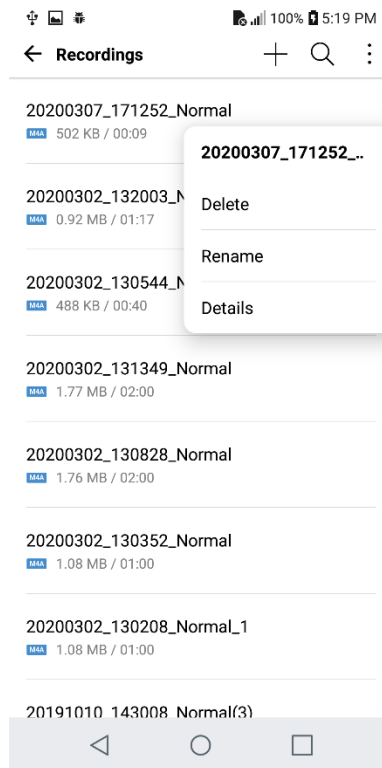 100% 5:19 PM
Recordings
20200307_171252_Normal
M4A 502 KB / 00:09
20200307_171252_..
Delete
Rename
Details
20200302_132003_N
M4A 0.92 MB / 01:17
20200302_130544_N
M4A 488 KB / 00:40
20200302_131349_Normal
M4A 1.77 MB / 02:00
20200302_130828_Normal
M4A 1.76 MB / 02:00
20200302_130352_Normal
M4A 1.08 MB / 01:00
20200302_130208_Normal_1
M4A 1.08 MB / 01:00
20191010_143008_Normal(3)